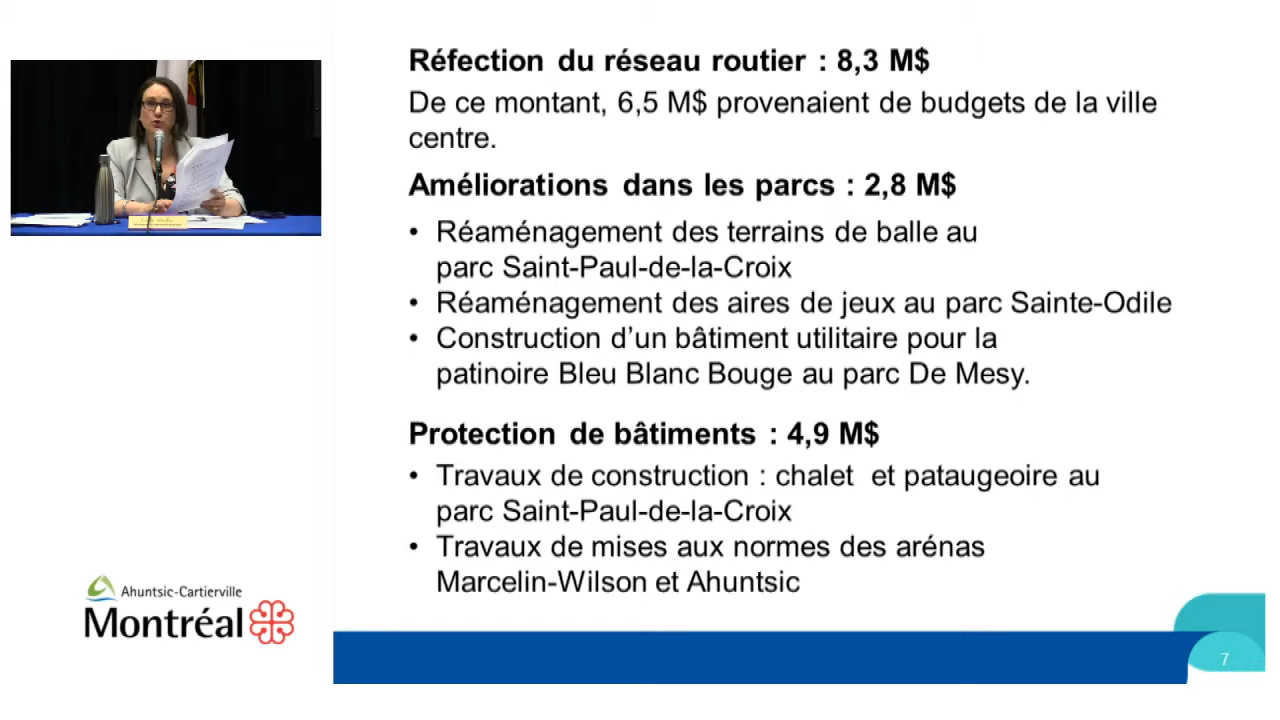 Réfection du réseau routier : 8,3 M$
De ce montant, 6,5 M$ provenaient de budgets de la ville
centre.
Améliorations dans les parcs : 2,8 M$
• Réaménagement des terrains de balle au
parc Saint-Paul-de-la-Croix
• Réaménagement des aires de jeux au parc Sainte-Odile
• Construction d’un bâtiment utilitaire pour la
patinoire Bleu Blanc Bouge au parc De Mesy.
Protection de bâtiments : 4,9 M$
• Travaux de construction : chalet et pataugeoire au
parc Saint-Paul-de-la-Croix
• Travaux de mises aux normes des arénas
Marcelin-Wilson et Ahuntsic
Ahuntsic-Cartierville
Montréal
7